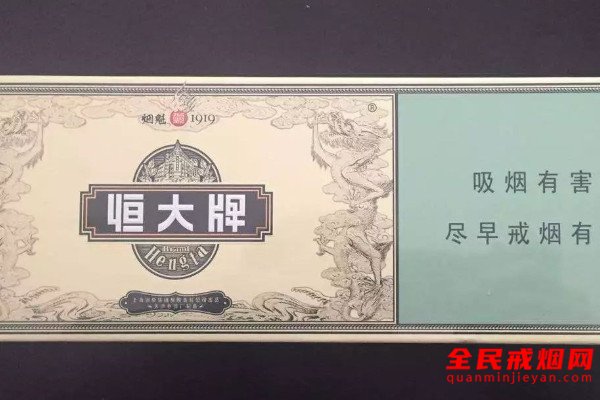 烟魁 1919
®
恒大牌
Hengta
吸烟有害
尽早戒烟有
全民戒烟网
quanminjieyan.com